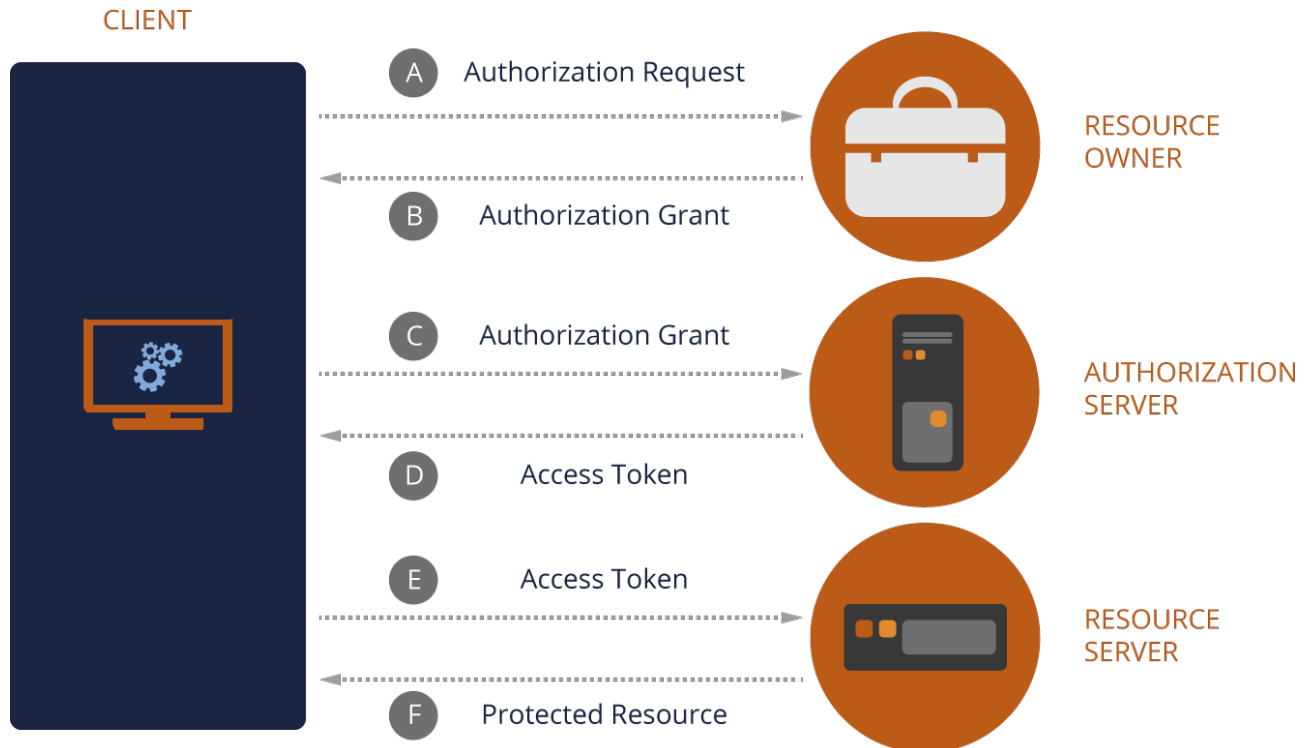 CLIENT
A Authorization Request
RESOURCE
OWNER
B Authorization Grant
C Authorization Grant
AUTHORIZATION
SERVER
D Access Token
E Access Token
RESOURCE
SERVER
F Protected Resource